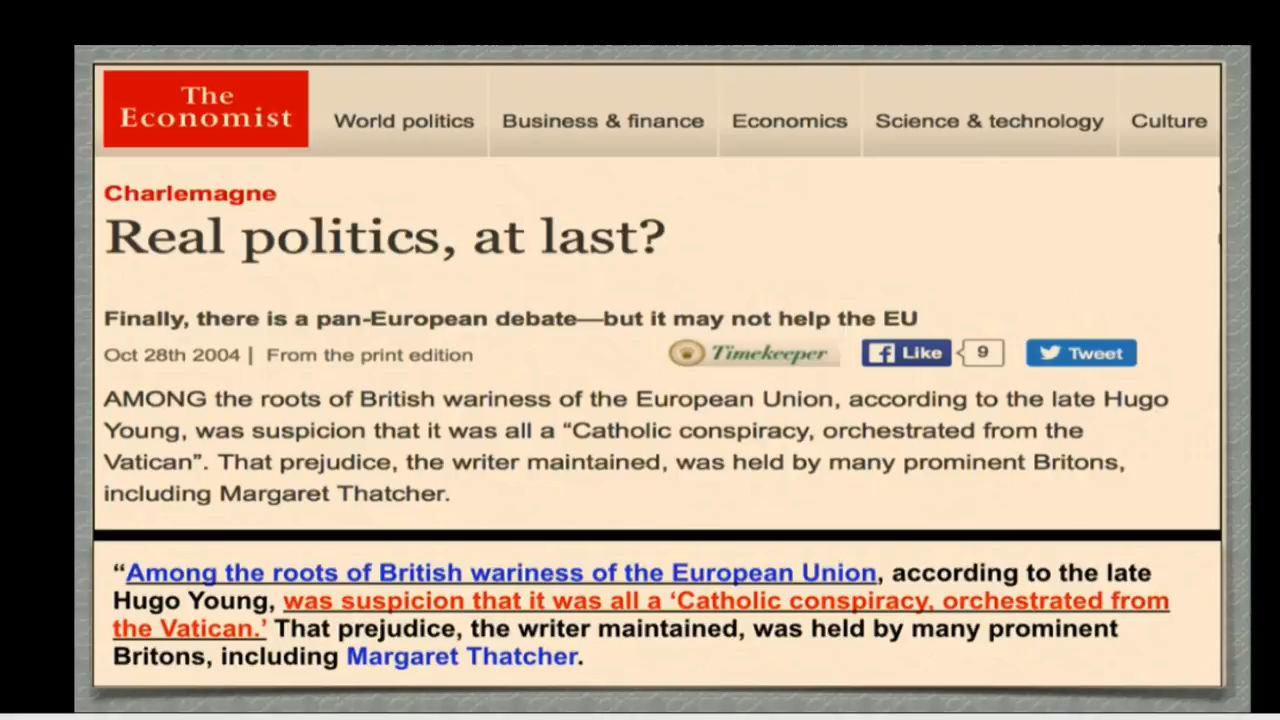 The
Economist
World politics
Business & finance
Economics
Science & technology
Culture
Charlemagne
Real politics, at last?
Finally, there is a pan-European debate—but it may not help the EU
Oct 28th 2004 | From the print edition
Timekeeper
Like
9
Tweet
AMONG the roots of British wariness of the European Union, according to the late Hugo
Young, was suspicion that it was all a “Catholic conspiracy, orchestrated from the
Vatican”. That prejudice, the writer maintained, was held by many prominent Britons,
including Margaret Thatcher.
“Among the roots of British wariness of the European Union, according to the late
Hugo Young, was suspicion that it was all a ‘Catholic conspiracy, orchestrated from
the Vatican.’ That prejudice, the writer maintained, was held by many prominent
Britons, including Margaret Thatcher.